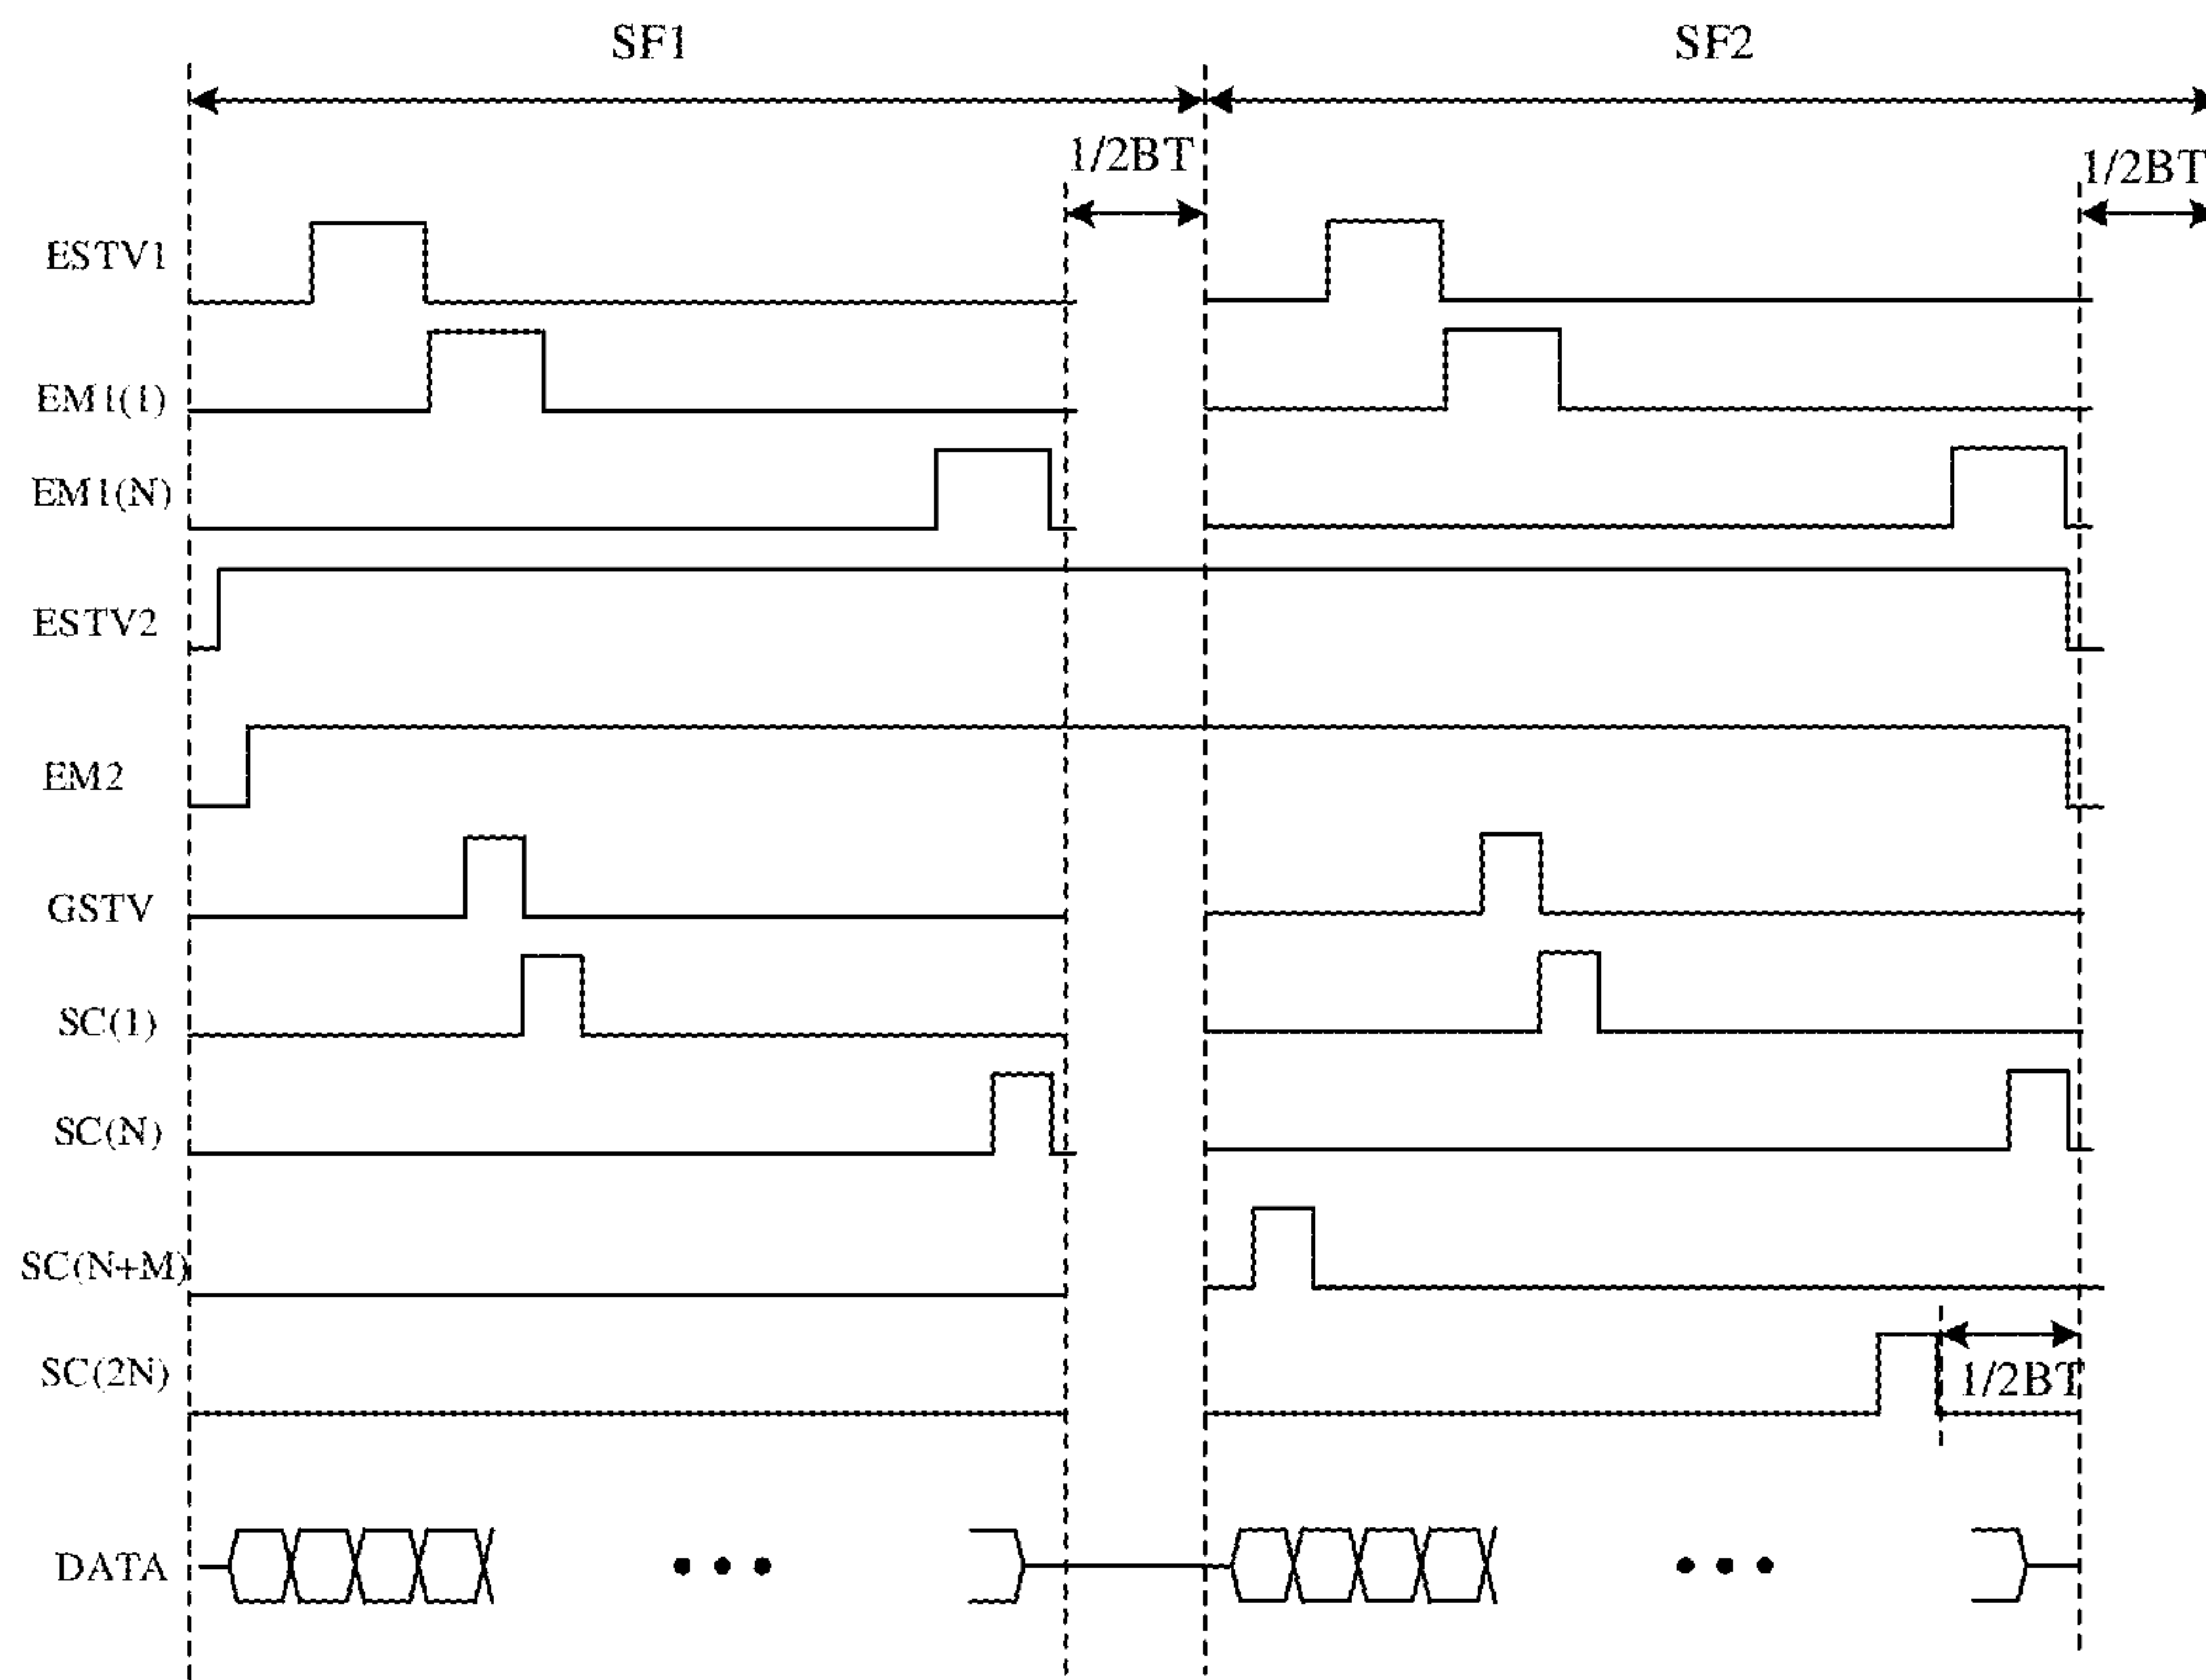 SF1 SF2
1/2BT 1/2BT
ESTV1
EM1(1)
EM1(N)
ESTV2
EM2
GSTV
SC(1)
SC(N)
SC(N+M)
SC(2N) 1/2BT
DATA